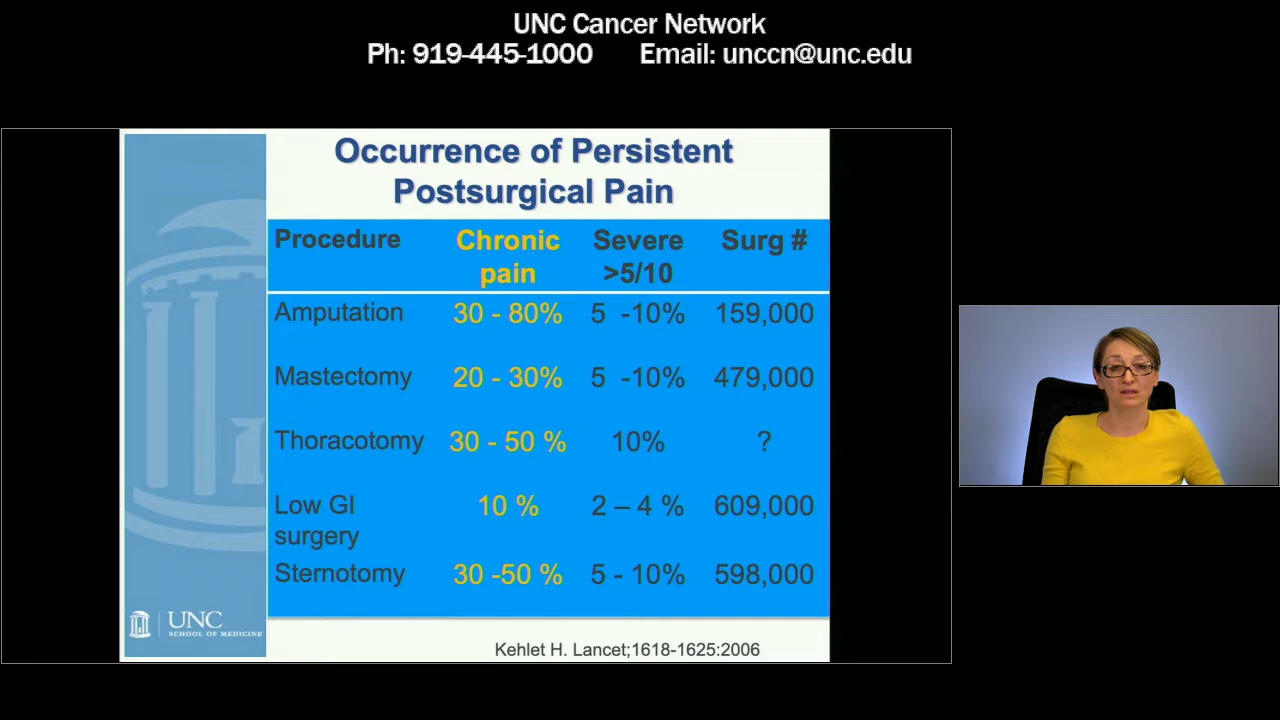 UNC Cancer Network
Ph: 919-445-1000 Email: unccn@unc.edu
Occurrence of Persistent
Postsurgical Pain
Procedure Chronic pain Severe >5/10 Surg #
Amputation 30 - 80% 5 -10% 159,000
Mastectomy 20 - 30% 5 -10% 479,000
Thoracotomy 30 - 50 % 10% ?
Low GI surgery 10 % 2 – 4 % 609,000
Sternotomy 30 -50 % 5 - 10% 598,000
UNC
SCHOOL OF MEDICINE
Kehlet H. Lancet;1618-1625:2006